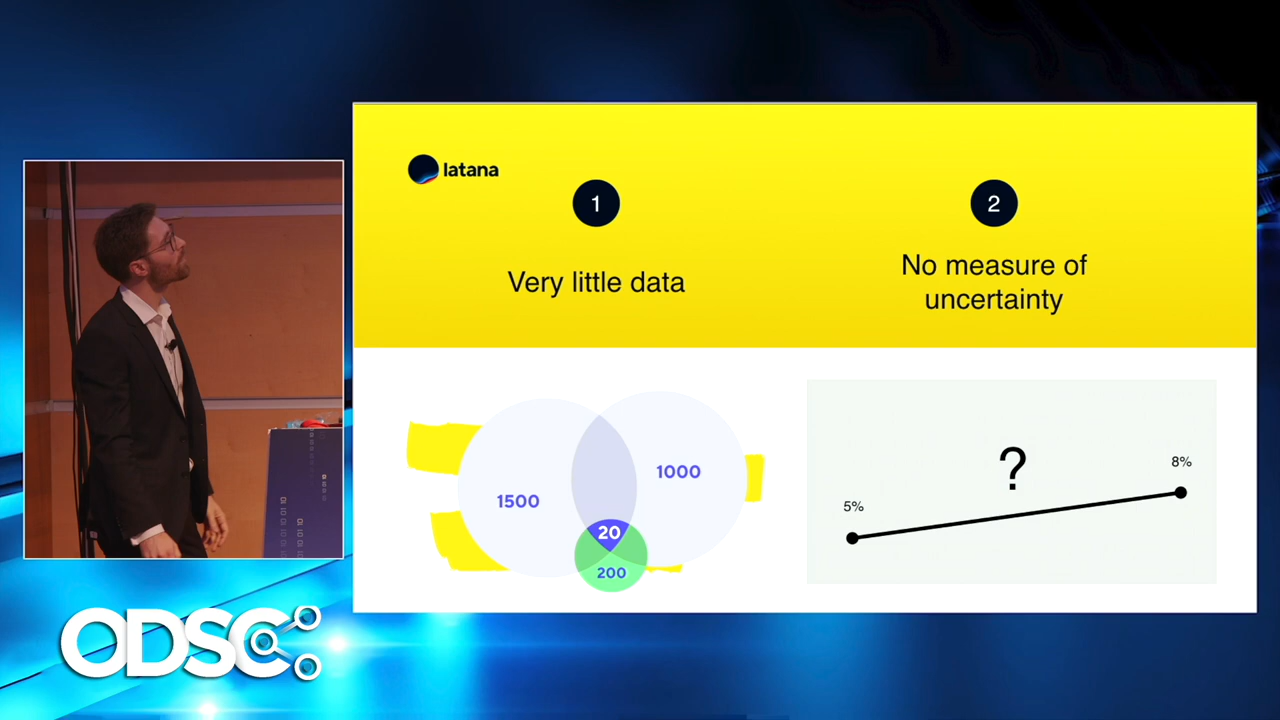 latana
1
2
Very little data
No measure of
uncertainty
1500
1000
20
200
?
5%
8%
ODSC